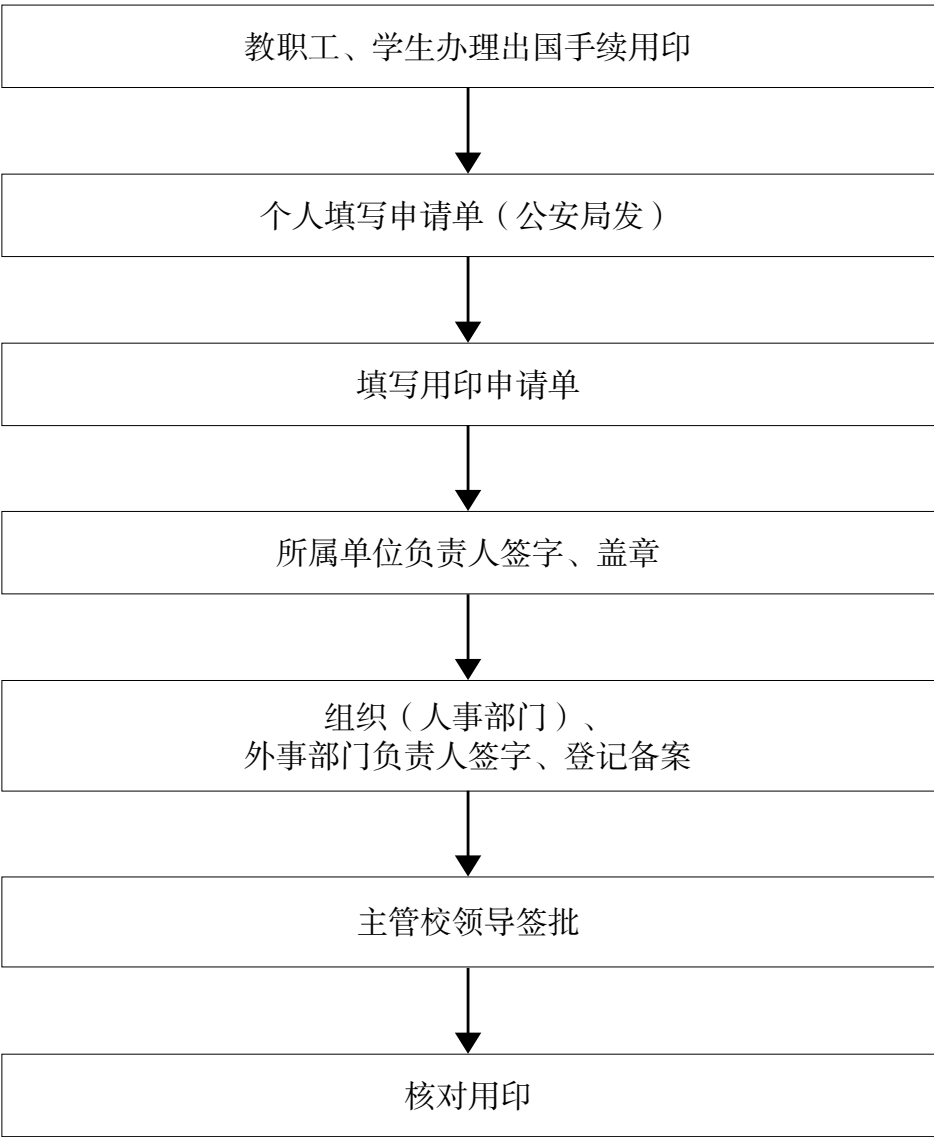 教职工、学生办理出国手续用印
个人填写申请单（公安局发）
填写用印申请单
所属单位负责人签字、盖章
组织（人事部门）、
外事部门负责人签字、登记备案
主管校领导签批
核对用印